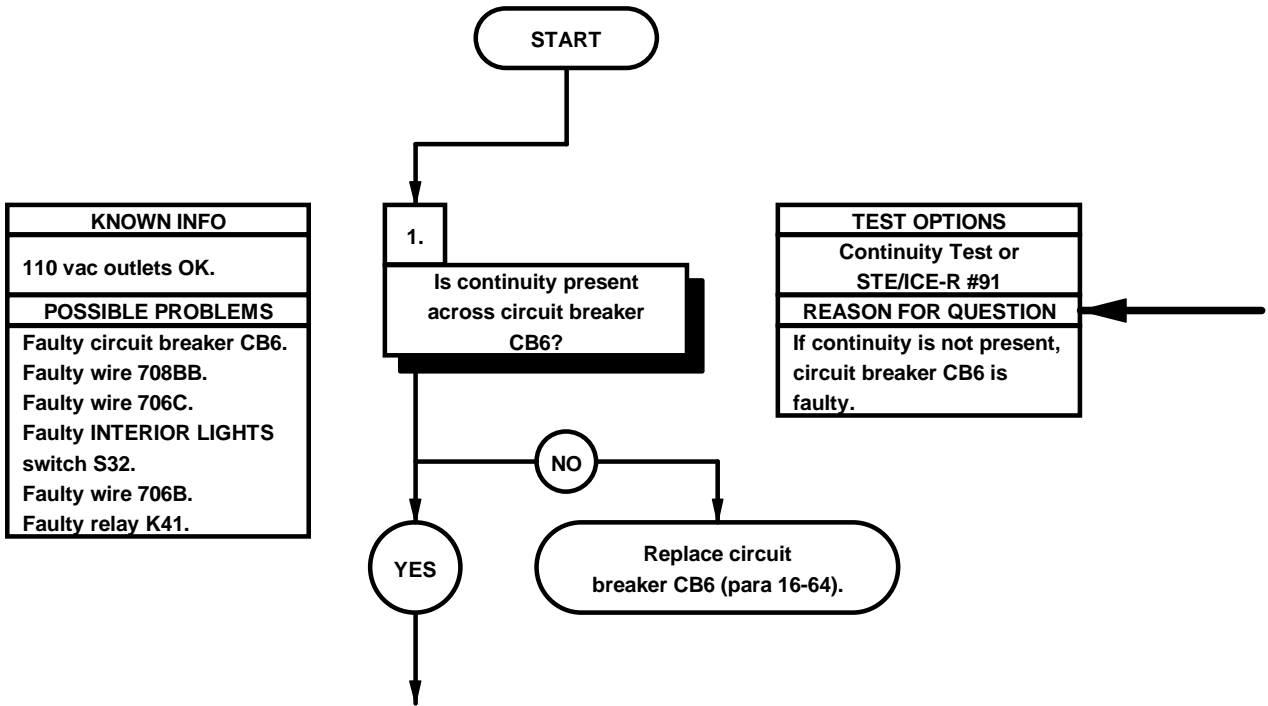 START
KNOWN INFO
110 vac outlets OK.
POSSIBLE PROBLEMS
Faulty circuit breaker CB6.
Faulty wire 708BB.
Faulty wire 706C.
Faulty INTERIOR LIGHTS
switch S32.
Faulty wire 706B.
Faulty relay K41.
1.
Is continuity present
across circuit breaker
CB6?
TEST OPTIONS
Continuity Test or
STE/ICE-R #91
REASON FOR QUESTION
If continuity is not present,
circuit breaker CB6 is
faulty.
NO
YES
Replace circuit
breaker CB6 (para 16-64).